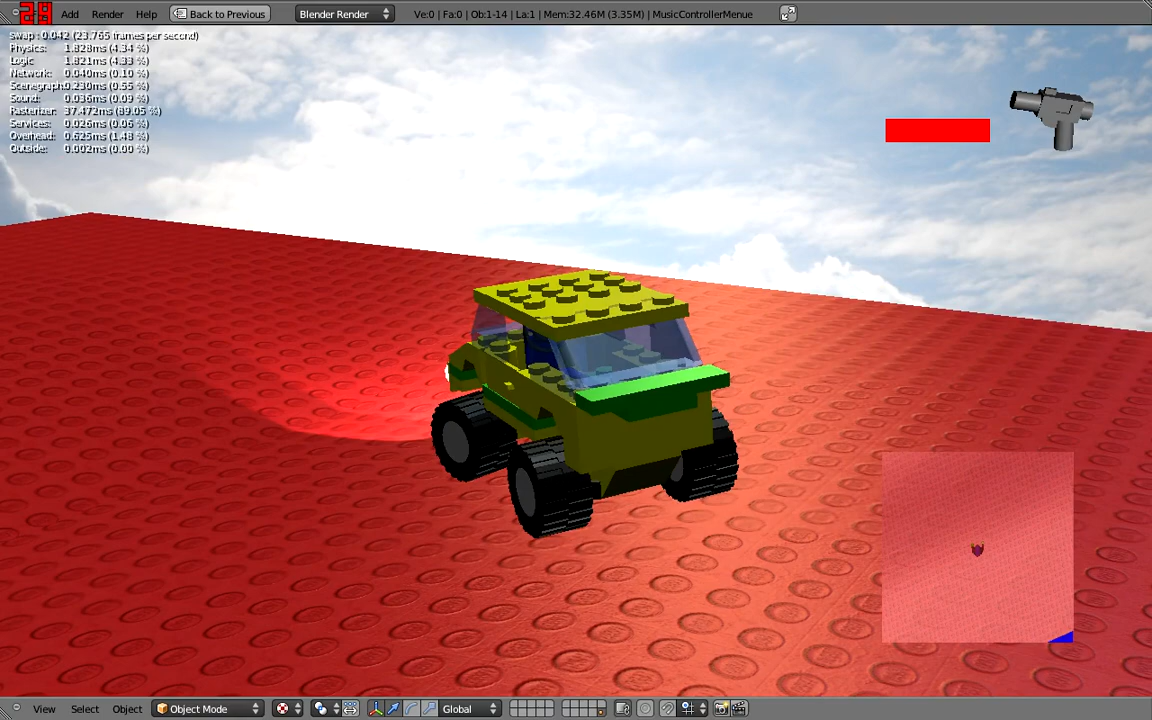 29 Add Render Help Back to Previous Blender Render Ve:0 | Fa:0 | Ob:1-14 | La:1 | Mem:32.46M (3.35M) | MusicControllerMenue
swap : 0.042 (23.765 frames per second)
Physics: 1.828ms (4.34 %)
Logic 1.821ms (4.33 %)
Network: 0.040ms (0.10 %)
Scenegraph: 0.230ms (0.55 %)
Sound: 0.036ms (0.09 %)
Rasterizer: 37.472ms (89.05 %)
Services: 0.026ms (0.06 %)
Overhead: 0.625ms (1.48 %)
Outside: 0.002ms (0.00 %)
View Select Object Object Mode Global